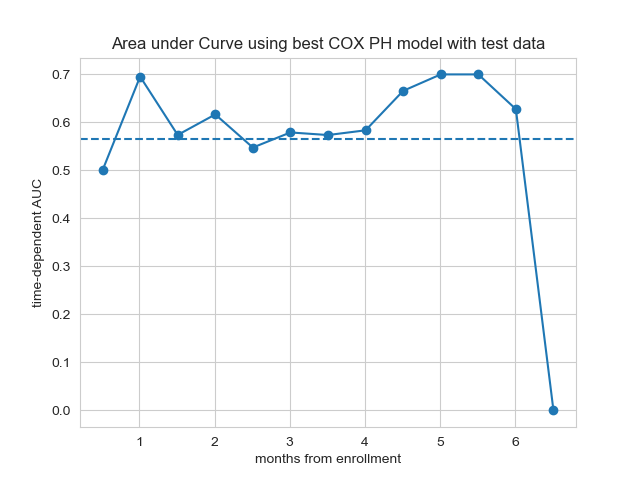 Area under Curve using best COX PH model with test data
0.7
0.6
0.5
0.4
0.3
0.2
0.1
0.0
time-dependent AUC
1 2 3 4 5 6
months from enrollment